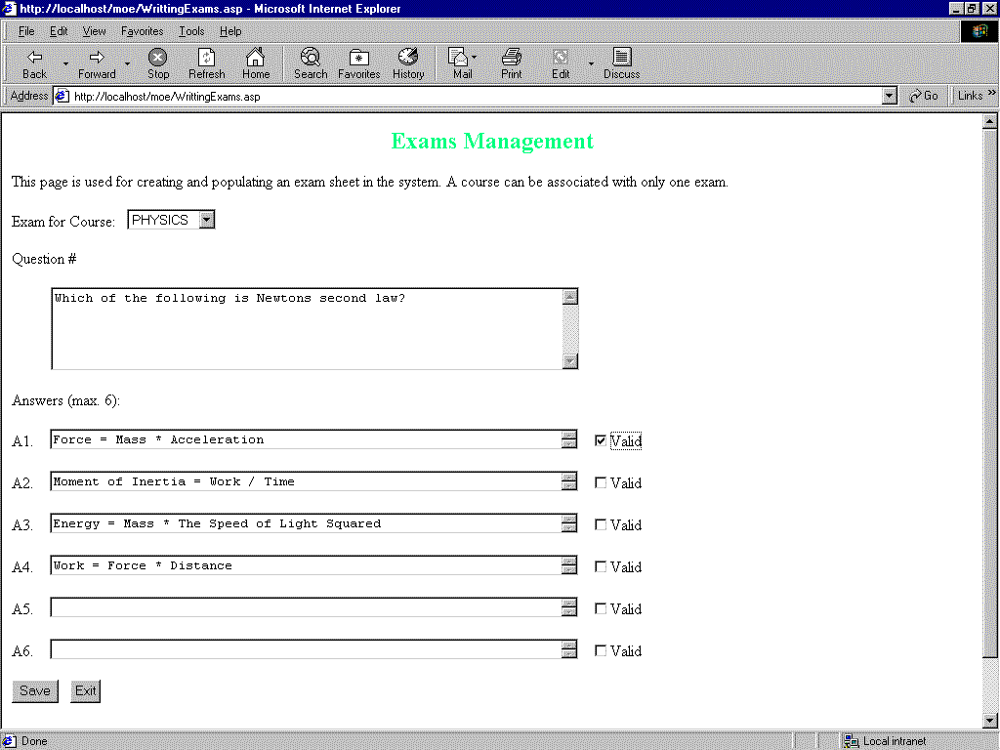 http://localhost/moe/WrittingExams.asp - Microsoft Internet Explorer
File Edit View Favorites Tools Help
Back Forward Stop Refresh Home Search Favorites History Mail Print Edit Discuss
Address http://localhost/moe/WrittingExams.asp Go Links »
Exams Management
This page is used for creating and populating an exam sheet in the system. A course can be associated with only one exam.
Exam for Course: PHYSICS
Question #
Which of the following is Newtons second law?
Answers (max. 6):
A1. Force = Mass * Acceleration Valid
A2. Moment of Inertia = Work / Time Valid
A3. Energy = Mass * The Speed of Light Squared Valid
A4. Work = Force * Distance Valid
A5. Valid
A6. Valid
Save Exit
Done Local intranet